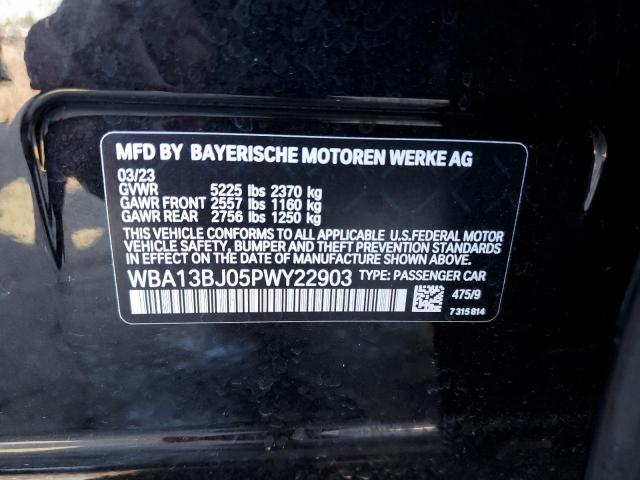 MFD BY BAYERISCHE MOTOREN WERKE AG
03/23
GVWR 5225 lbs 2370 kg
GAWR FRONT 2557 lbs 1160 kg
GAWR REAR 2756 lbs 1250 kg
THIS VEHICLE CONFORMS TO ALL APPLICABLE U.S.FEDERAL MOTOR
VEHICLE SAFETY, BUMPER AND THEFT PREVENTION STANDARDS
IN EFFECT ON THE DATE OF MANUFACTURE SHOWN ABOVE.
WBA13BJ05PWY22903 TYPE: PASSENGER CAR
475/9
7315814